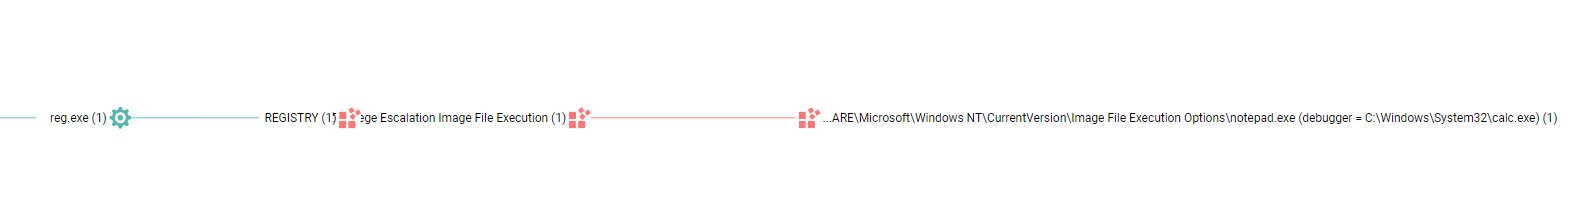 reg.exe (1)
REGISTRY (1)
ege Escalation Image File Execution (1)
...ARE\Microsoft\Windows NT\CurrentVersion\Image File Execution Options\notepad.exe (debugger = C:\Windows\System32\calc.exe) (1)